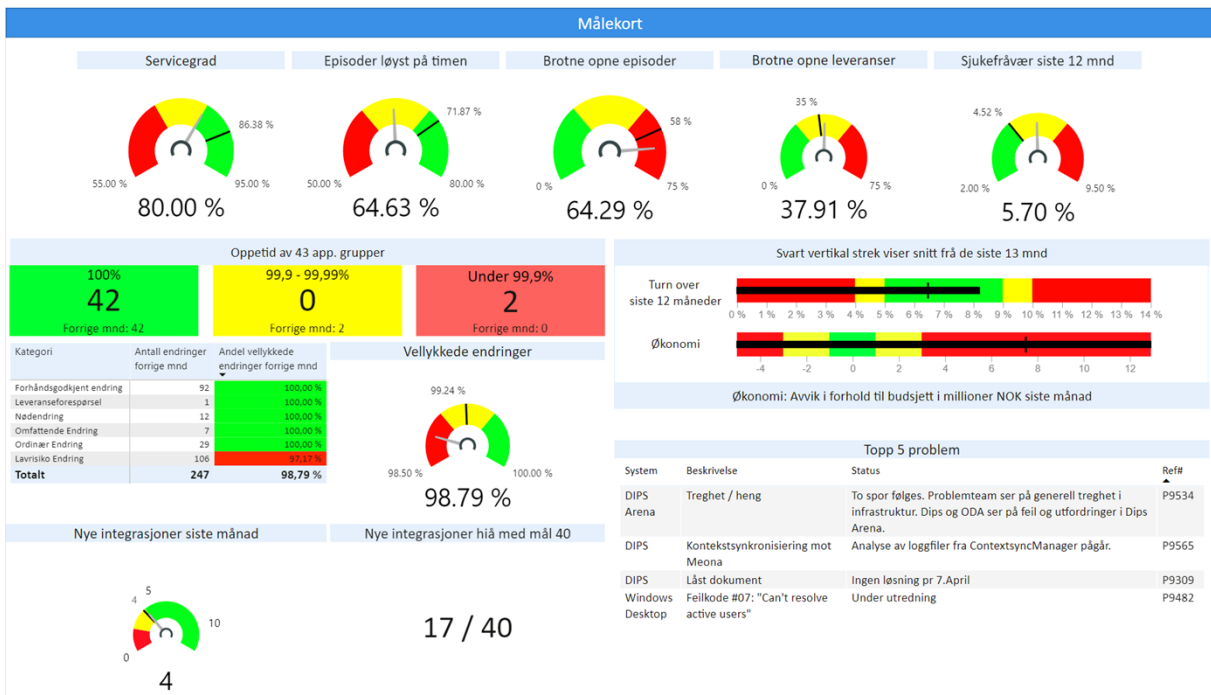 Målekort
Servicegrad
86.38 %
55.00 %
95.00 %
80.00 %
Episoder løyst på timen
71.87 %
50.00 %
80.00 %
64.63 %
Brotne opne episoder
58 %
0 %
75 %
64.29 %
Brotne opne leveranser
35 %
0 %
75 %
37.91 %
Sjukefråvær siste 12 mnd
4.52 %
2.00 %
9.50 %
5.70 %
Oppetid av 43 app. grupper
100%
42
Forrige mnd: 42
99,9 - 99,99%
0
Forrige mnd: 2
Under 99,9%
2
Forrige mnd: 0
Svart vertikal strek viser snitt frå de siste 13 mnd
Turn over
siste 12 måneder
0 % 1 % 2 % 3 % 4 % 5 % 6 % 7 % 8 % 9 % 10 % 11 % 12 % 13 % 14 %
Økonomi
-4 -2 0 2 4 6 8 10 12
Økonomi: Avvik i forhold til budsjett i millioner NOK siste månad
Kategori Antall endringer forrige mnd Andel vellykkede endringer forrige mnd
Forhåndsgodkjent endring 92 100,00 %
Leveranseforespørsel 1 100,00 %
Nødendring 12 100,00 %
Omfattende Endring 7 100,00 %
Ordinær Endring 29 100,00 %
Lavrisiko Endring 106 97,17 %
Totalt 247 98,79 %
Vellykkede endringer
99.24 %
98.50 %
100.00 %
98.79 %
Topp 5 problem
System Beskrivelse Status Ref#
DIPS Arena Treghet / heng To spor følges. Problemteam ser på generell treghet i P9534
infrastruktur. Dips og ODA ser på feil og utfordringer i Dips
Arena.
DIPS Kontekstsynkronisiering mot Meona Analyse av loggfiler fra ContextsyncManager pågår. P9565
DIPS Låst dokument Ingen løsning pr 7.April P9309
Windows Desktop Feilkode #07: "Can't resolve active users" Under utredning P9482
Nye integrasjoner siste månad
4
5
10
0
4
Nye integrasjoner hiå med mål 40
17 / 40